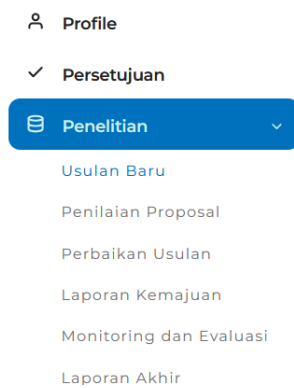 Profile
Persetujuan
Penelitian
Usulan Baru
Penilaian Proposal
Perbaikan Usulan
Laporan Kemajuan
Monitoring dan Evaluasi
Laporan Akhir